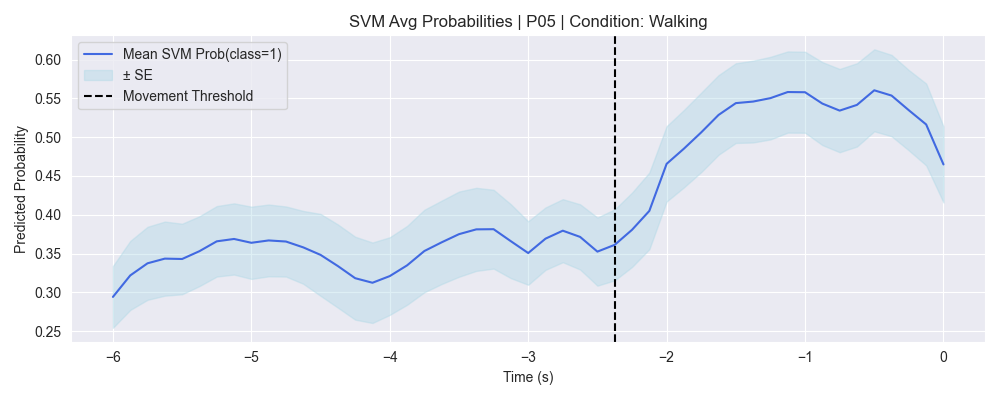 SVM Avg Probabilities | P05 | Condition: Walking
Mean SVM Prob(class=1)
± SE
Movement Threshold
Predicted Probability
0.60
0.55
0.50
0.45
0.40
0.35
0.30
0.25
−6
−5
−4
−3
−2
−1
0
Time (s)